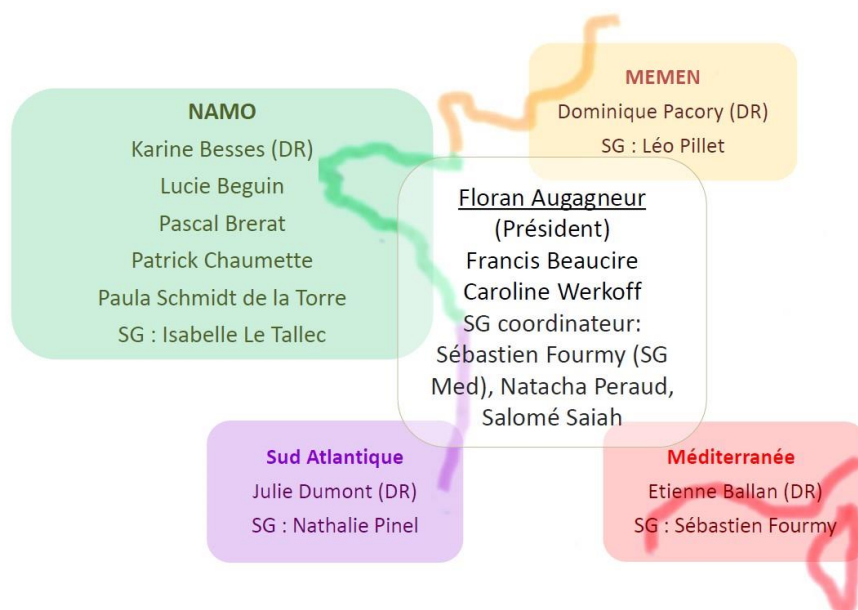 MEMEN
Dominique Pacory (DR)
SG : Léo Pillet
NAMO
Karine Besses (DR)
Lucie Beguin
Pascal Brerat
Patrick Chaumette
Paula Schmidt de la Torre
SG : Isabelle Le Tallec
Floran Augagneur
(Président)
Francis Beaucire
Caroline Werkoff
SG coordinateur:
Sébastien Fourmy (SG
Med), Natacha Peraud,
Salomé Saiah
Sud Atlantique
Julie Dumont (DR)
SG : Nathalie Pinel
Méditerranée
Etienne Ballan (DR)
SG : Sébastien Fourmy